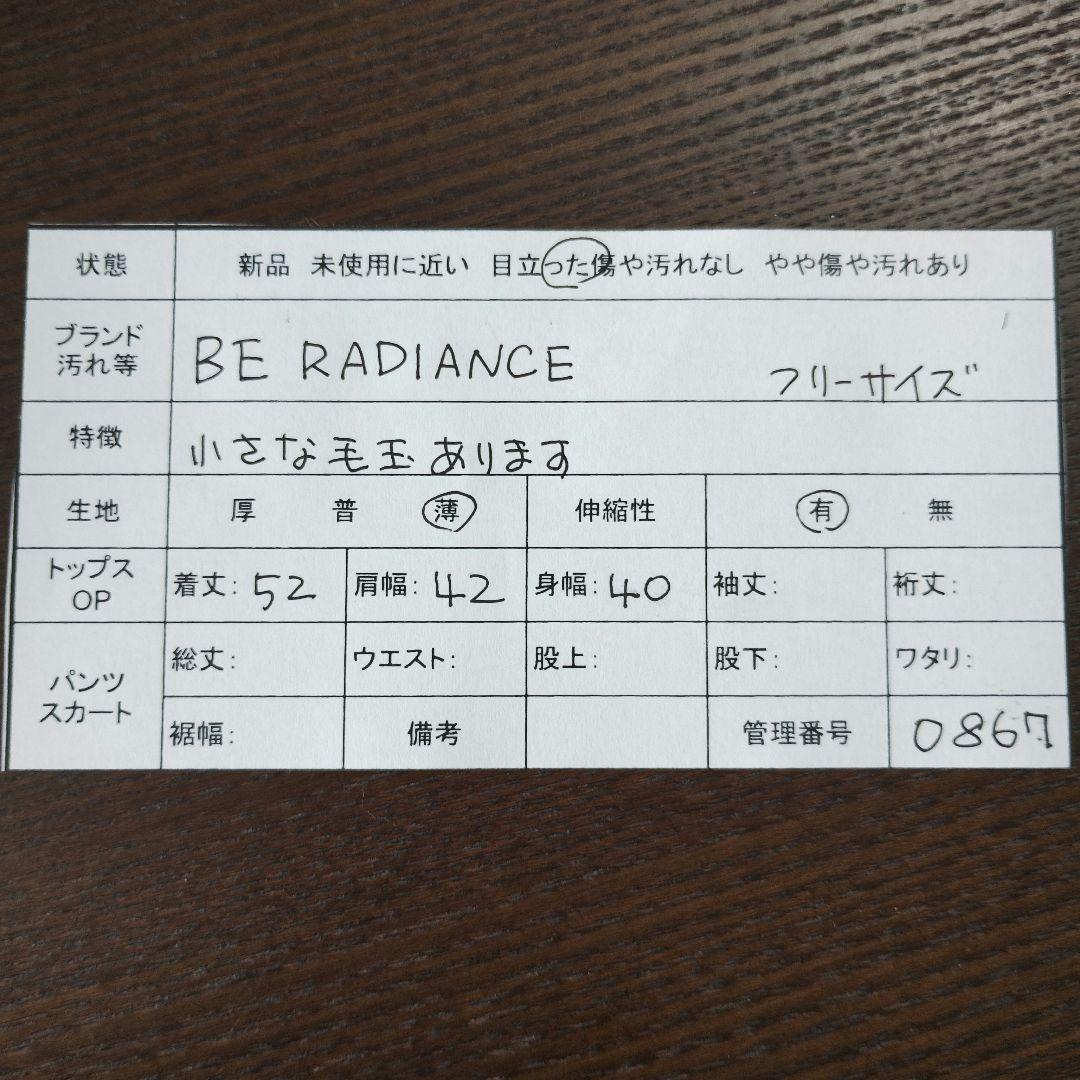 状態 新品 未使用に近い 目立った傷や汚れなし やや傷や汚れあり
ブランド
汚れ等
BE RADIANCE フリーサイズ
特徴 小さな毛玉あります
生地 厚 普 薄 伸縮性 有 無
トップス
OP
着丈: 52 肩幅: 42 身幅: 40 袖丈: 裄丈:
パンツ
スカート
総丈: ウエスト: 股上: 股下: ワタリ:
裾幅: 備考 管理番号 0867